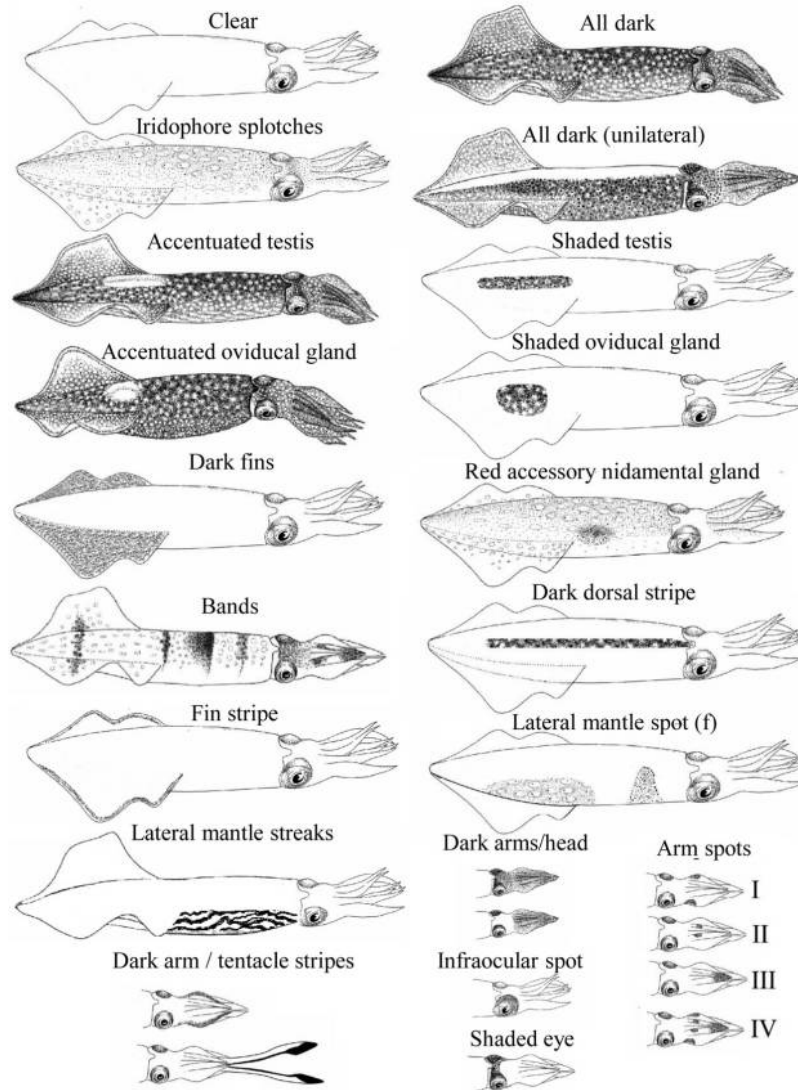 Clear
All dark
Iridophore splotches
All dark (unilateral)
Accentuated testis
Shaded testis
Accentuated oviducal gland
Shaded oviducal gland
Dark fins
Red accessory nidamental gland
Bands
Dark dorsal stripe
Fin stripe
Lateral mantle spot (f)
Lateral mantle streaks
Dark arms/head
Arm spots
I
II
III
IV
Dark arm / tentacle stripes
Infraocular spot
Shaded eye